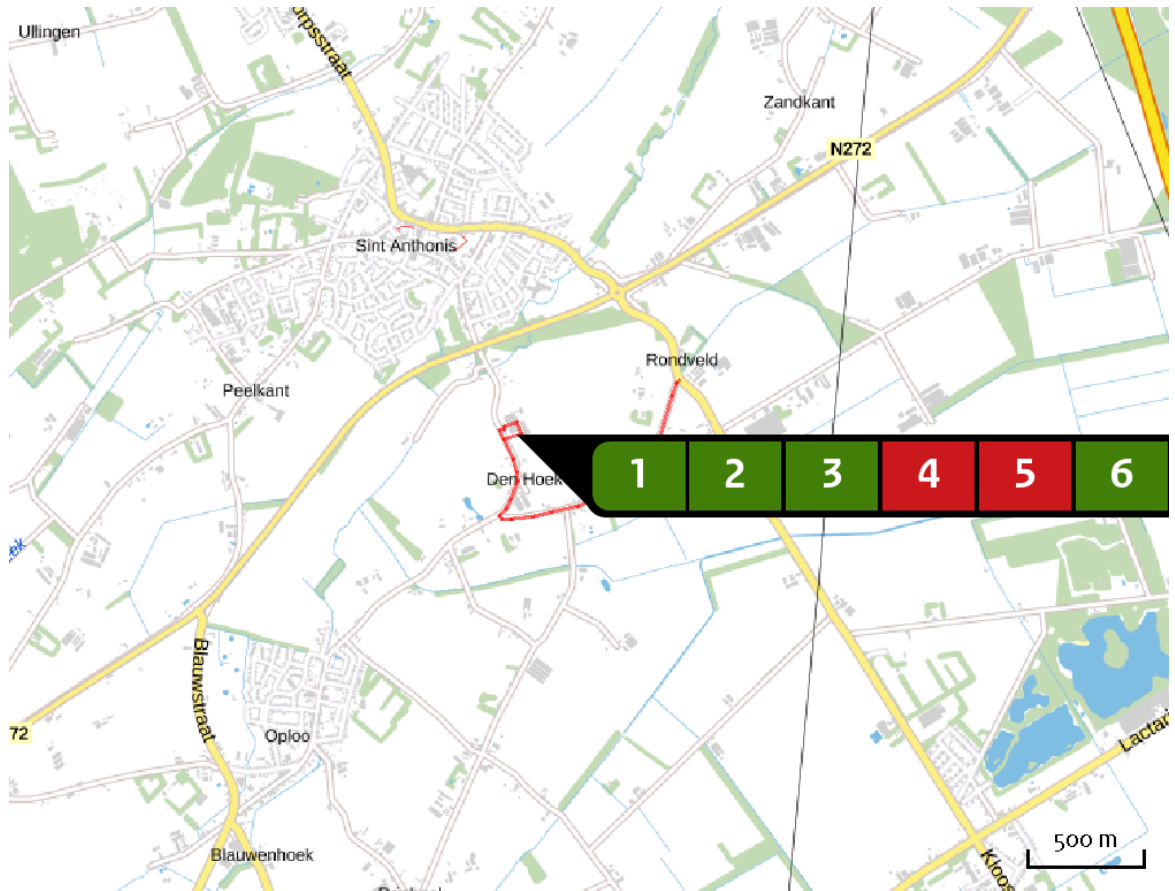 Ullingen
Zandkant
N272
Sint Anthonis
Rondveld
Peelkant
Den Hoek
1 2 3 4 5 6
Blauwstraat
72
Oploo
Lactari
Blauwenhoek
500 m